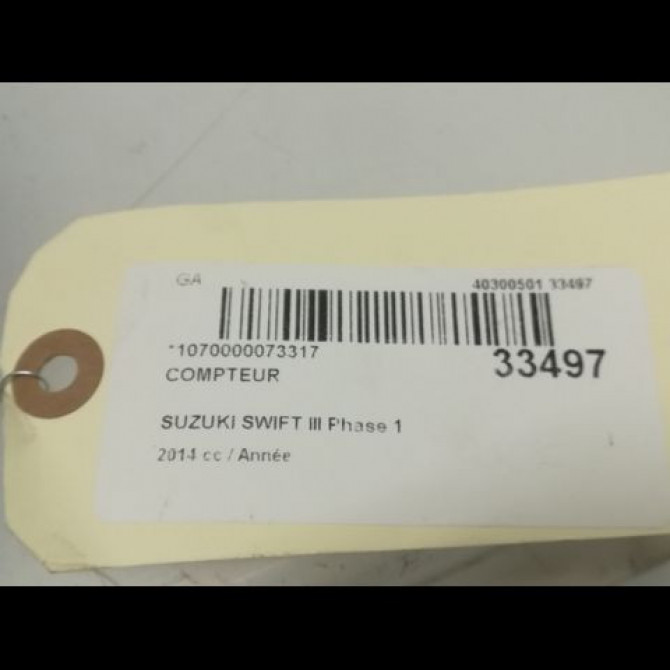 GA 40300501 33497
*1070000073317 33497
COMPTEUR
SUZUKI SWIFT III Phase 1
2014 cc / Année